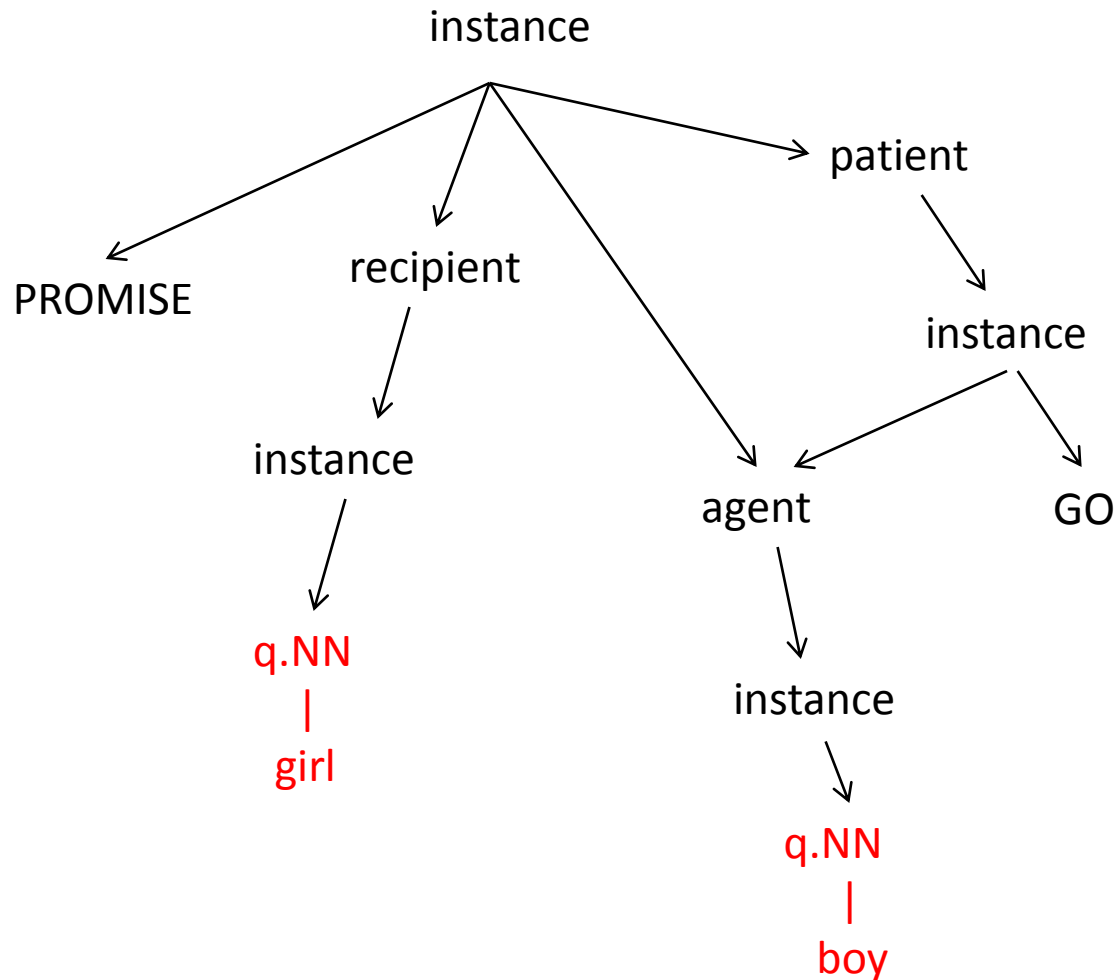 instance
patient
recipient
PROMISE
instance
instance
agent
GO
q.NN
girl
instance
q.NN
boy